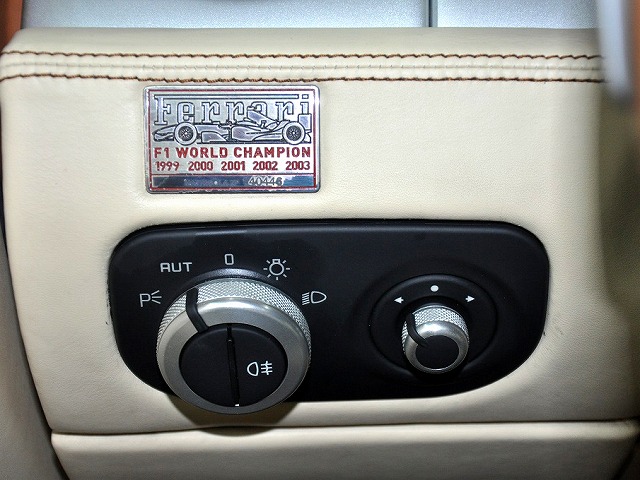 Ferrari
F1 WORLD CHAMPION
1999 2000 2001 2002 2003
40446
AUT 0
P